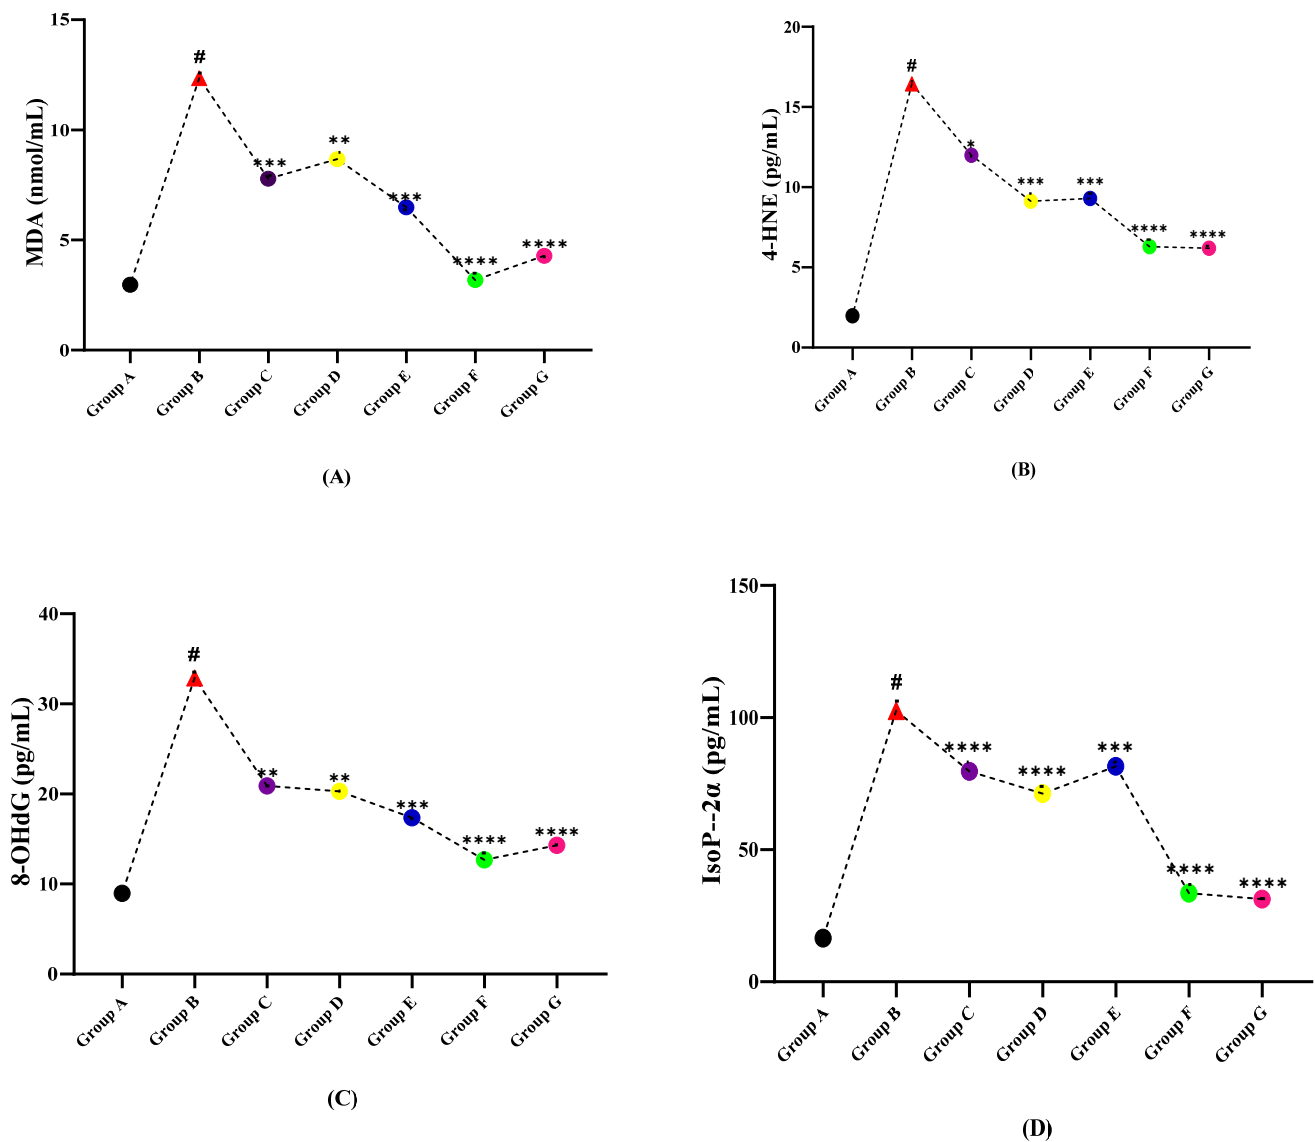 15
10
5
0
MDA (nmol/mL)
#
***
**
***
****
****
Group A
Group B
Group C
Group D
Group E
Group F
Group G
(A)
20
15
10
5
0
4-HNE (pg/mL)
#
*
***
***
****
****
Group A
Group B
Group C
Group D
Group E
Group F
Group G
(B)
40
30
20
10
0
8-OHdG (pg/mL)
#
**
**
***
****
****
Group A
Group B
Group C
Group D
Group E
Group F
Group G
(C)
150
100
50
0
IsoP--2α (pg/mL)
#
****
****
***
****
****
Group A
Group B
Group C
Group D
Group E
Group F
Group G
(D)